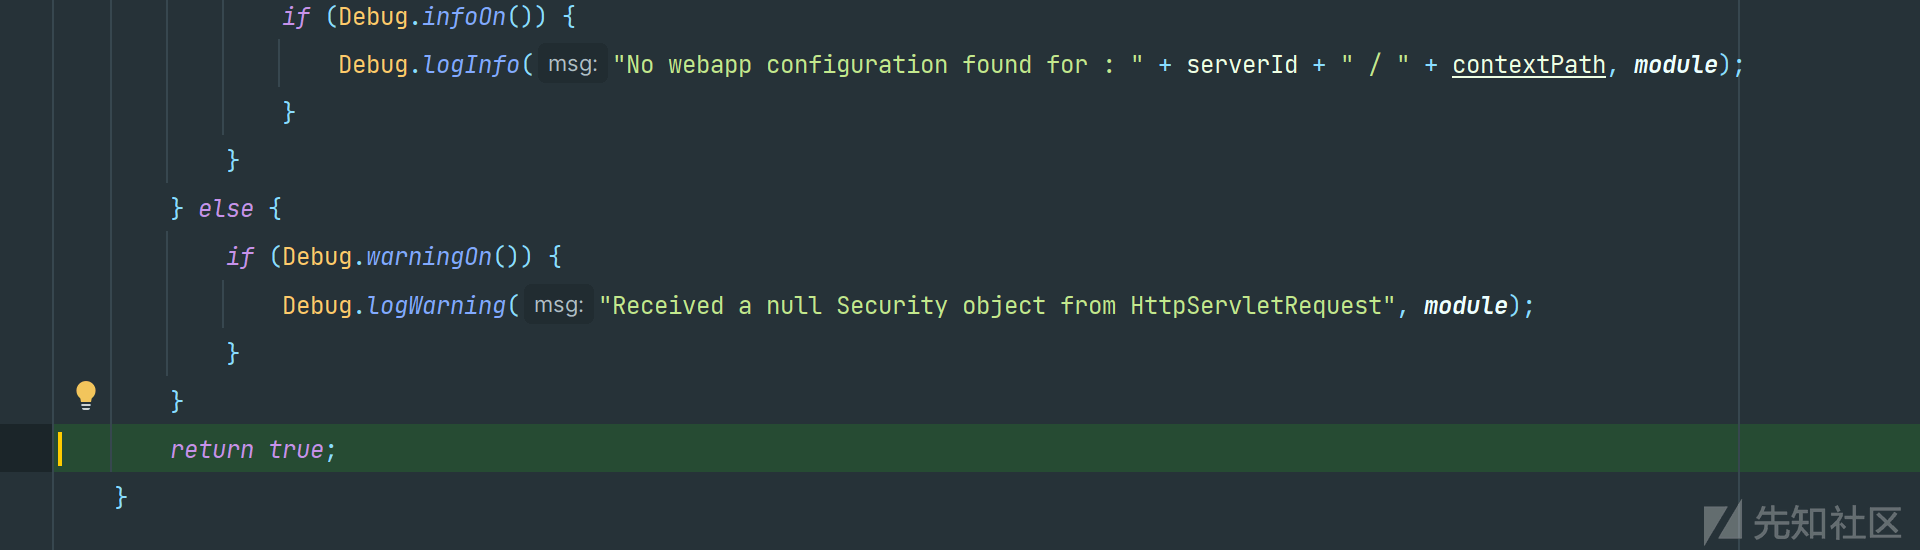 if (Debug.infoOn()) {
Debug.logInfo( msg: "No webapp configuration found for : " + serverId + " / " + contextPath, module);
}
}
} else {
if (Debug.warningOn()) {
Debug.logWarning( msg: "Received a null Security object from HttpServletRequest", module);
}
}
return true;
}
先知社区